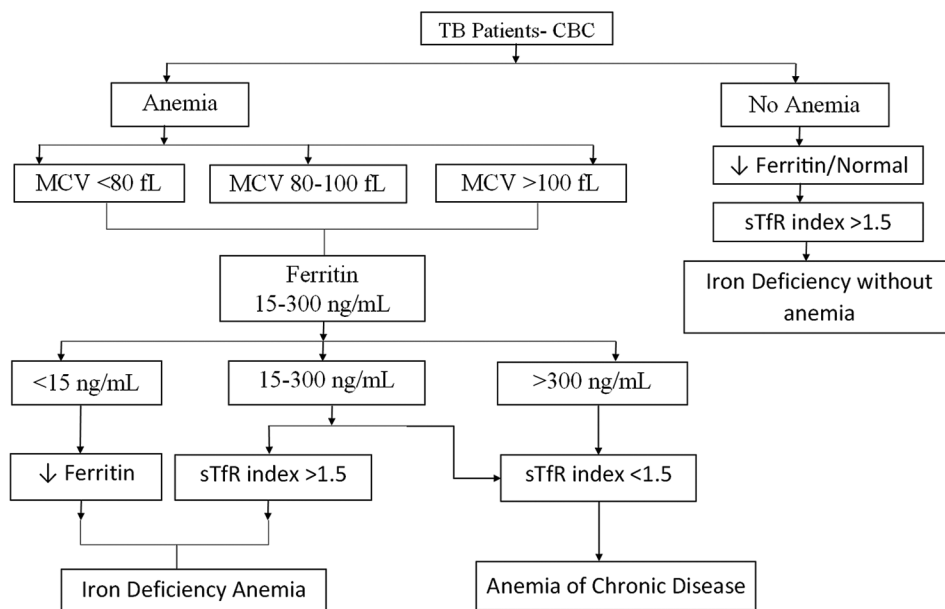 TB Patients- CBC
Anemia
No Anemia
MCV <80 fL
MCV 80-100 fL
MCV >100 fL
↓ Ferritin/Normal
sTfR index >1.5
Ferritin
15-300 ng/mL
Iron Deficiency without
anemia
<15 ng/mL
15-300 ng/mL
>300 ng/mL
↓ Ferritin
sTfR index >1.5
sTfR index <1.5
Iron Deficiency Anemia
Anemia of Chronic Disease